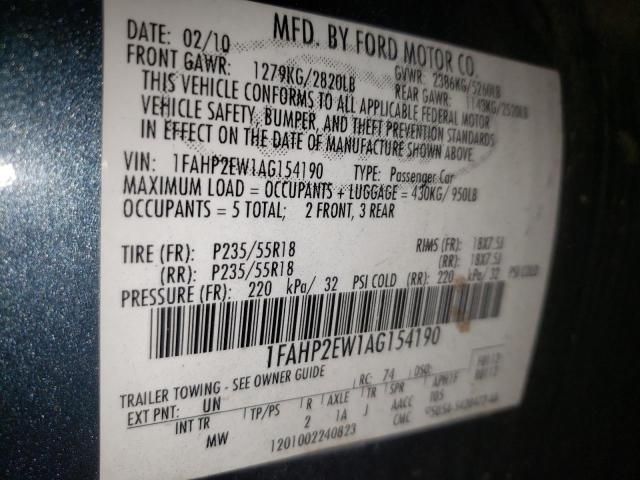 MFD. BY FORD MOTOR CO.
DATE: 02/10 GVWR: 2386KG/5260LB
FRONT GAWR: 1279KG/2820LB REAR GAWR: 1143KG/2520LB
THIS VEHICLE CONFORMS TO ALL APPLICABLE FEDERAL MOTOR
VEHICLE SAFETY, BUMPER, AND THEFT PREVENTION STANDARDS
IN EFFECT ON THE DATE OF MANUFACTURE SHOWN ABOVE.
VIN: 1FAHP2EW1AG154190 TYPE: Passenger Car
MAXIMUM LOAD = OCCUPANTS + LUGGAGE = 430KG/ 950LB
OCCUPANTS = 5 TOTAL; 2 FRONT, 3 REAR
TIRE (FR): P235/55R18 RIMS (FR): 18X7.5J
(RR): P235/55R18 (RR): 18X7.5J
PRESSURE (FR): 220 kPa/ 32 PSI COLD (RR): 220 kPa/ 32 PSI COLD
1FAHP2EW1AG154190
TRAILER TOWING - SEE OWNER GUIDE
EXT PNT: UN RC: 74 DSO:
INT TR TP/PS R AXLE TR SPR
MW 2 1A J AACC
1201002240823 CMC